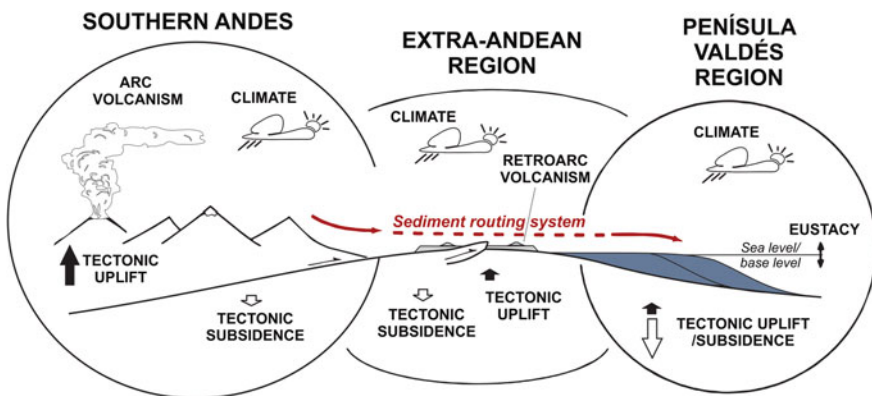 SOUTHERN ANDES
ARC
VOLCANISM
CLIMATE
TECTONIC
UPLIFT
TECTONIC
SUBSIDENCE
EXTRA-ANDEAN
REGION
CLIMATE
RETROARC
VOLCANISM
Sediment routing system
TECTONIC
SUBSIDENCE
TECTONIC
UPLIFT
PENÍSULA
VALDÉS
REGION
CLIMATE
EUSTACY
Sea level/
base level
TECTONIC UPLIFT
/SUBSIDENCE